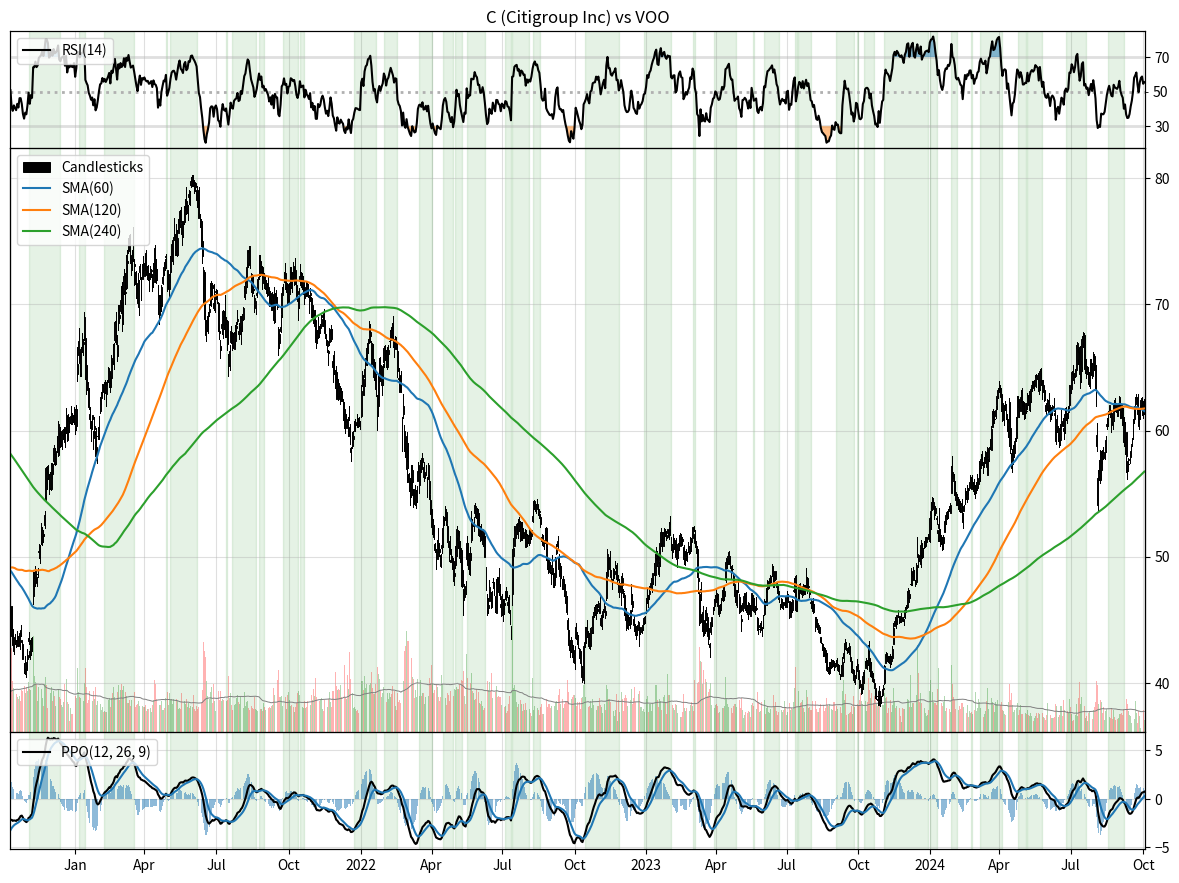 C (Citigroup Inc) vs VOO
RSI(14)
70
50
30
Candlesticks
SMA(60)
SMA(120)
SMA(240)
80
70
60
50
40
PPO(12, 26, 9)
5
0
−5
Jan Apr Jul Oct 2022 Apr Jul Oct 2023 Apr Jul Oct 2024 Apr Jul Oct